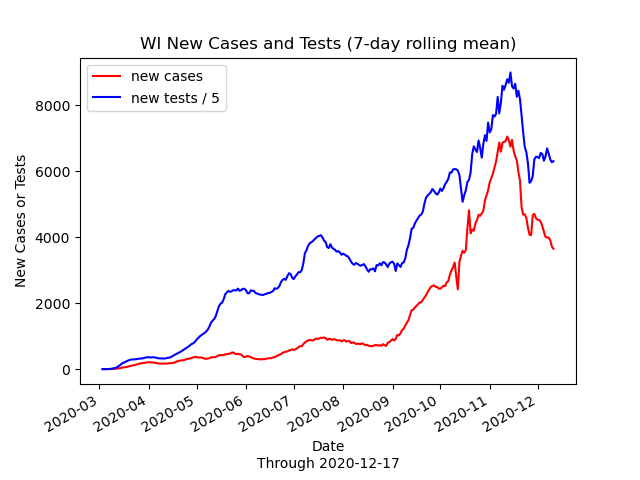 WI New Cases and Tests (7-day rolling mean)
new cases
new tests / 5
New Cases or Tests
8000
6000
4000
2000
0
2020-03
2020-04
2020-05
2020-06
2020-07
2020-08
2020-09
2020-10
2020-11
2020-12
Date
Through 2020-12-17